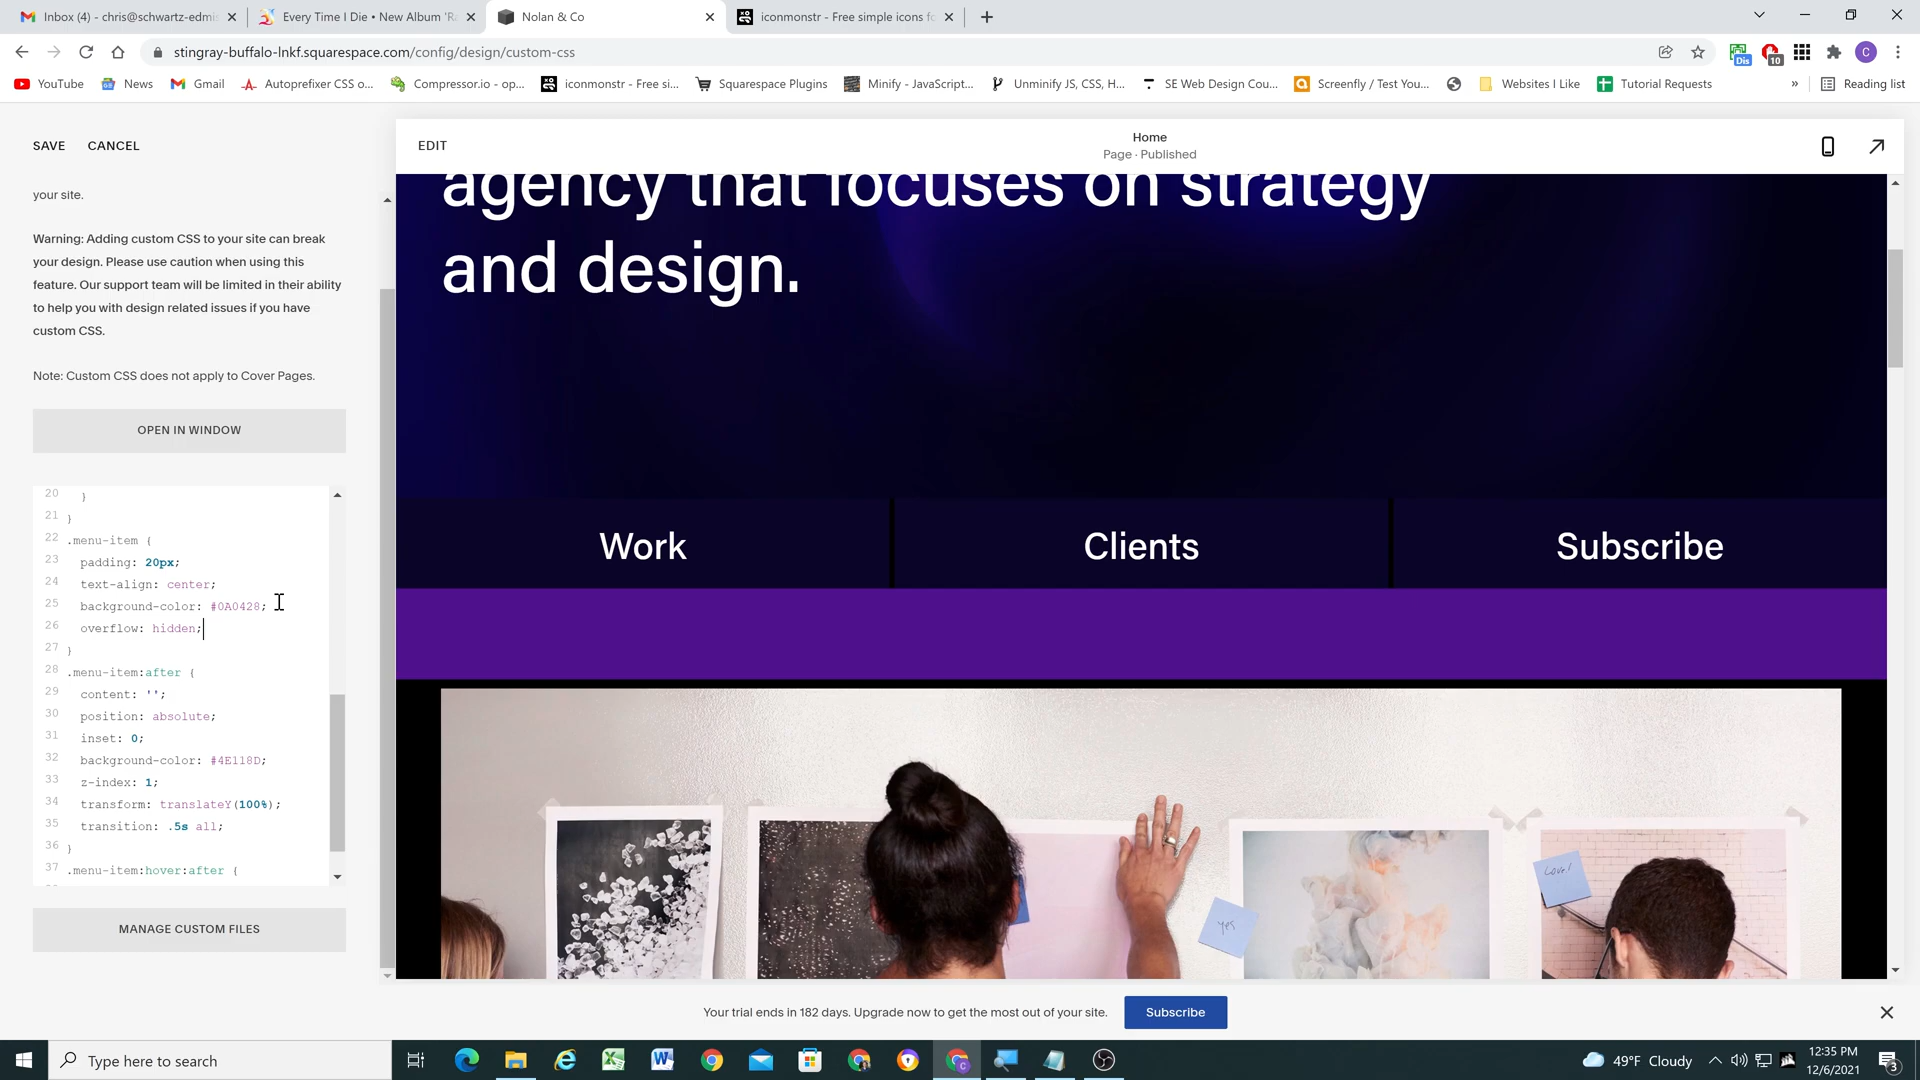 Inbox (4) - chris@schwartz-edmis
Every Time I Die • New Album 'Ra
Nolan & Co
iconmonstr - Free simple icons fo
stingray-buffalo-lnkf.squarespace.com/config/design/custom-css
Dis
10
C
YouTube
News
Gmail
Autoprefixer CSS o...
Compressor.io - op...
iconmonstr - Free si...
Squarespace Plugins
Minify - JavaScript...
Unminify JS, CSS, H...
SE Web Design Cou...
Screenfly / Test You...
Websites I Like
Tutorial Requests
»
Reading list
SAVE
CANCEL
EDIT
Home
Page · Published
your site.
Warning: Adding custom CSS to your site can break
your design. Please use caution when using this
feature. Our support team will be limited in their ability
to help you with design related issues if you have
custom CSS.
Note: Custom CSS does not apply to Cover Pages.
OPEN IN WINDOW
20 }
21 }
22 .menu-item {
23 padding: 20px;
24 text-align: center;
25 background-color: #0A0428;
26 overflow: hidden;
27 }
28 .menu-item:after {
29 content: '';
30 position: absolute;
31 inset: 0;
32 background-color: #4E118D;
33 z-index: 1;
34 transform: translateY(100%);
35 transition: .5s all;
36 }
37 .menu-item:hover:after {
MANAGE CUSTOM FILES
agency that focuses on strategy
and design.
Work
Clients
Subscribe
yes
Love!
Your trial ends in 182 days. Upgrade now to get the most out of your site.
Subscribe
Type here to search
49°F Cloudy
12:35 PM
12/6/2021
3